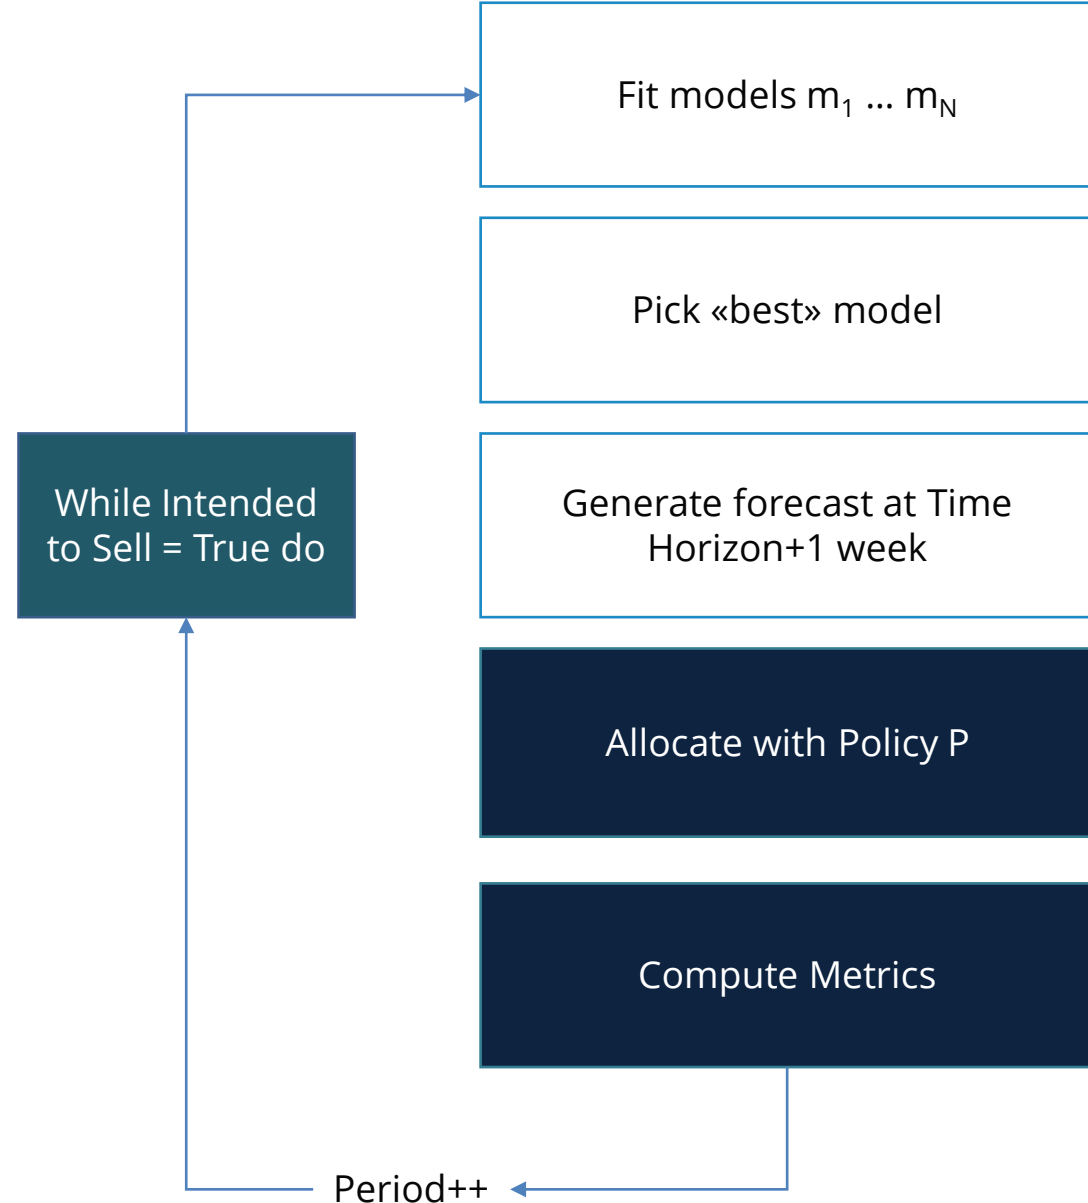 Fit models m₁ … m_N
Pick «best» model
While Intended
to Sell = True do
Generate forecast at Time
Horizon+1 week
Allocate with Policy P
Compute Metrics
Period++